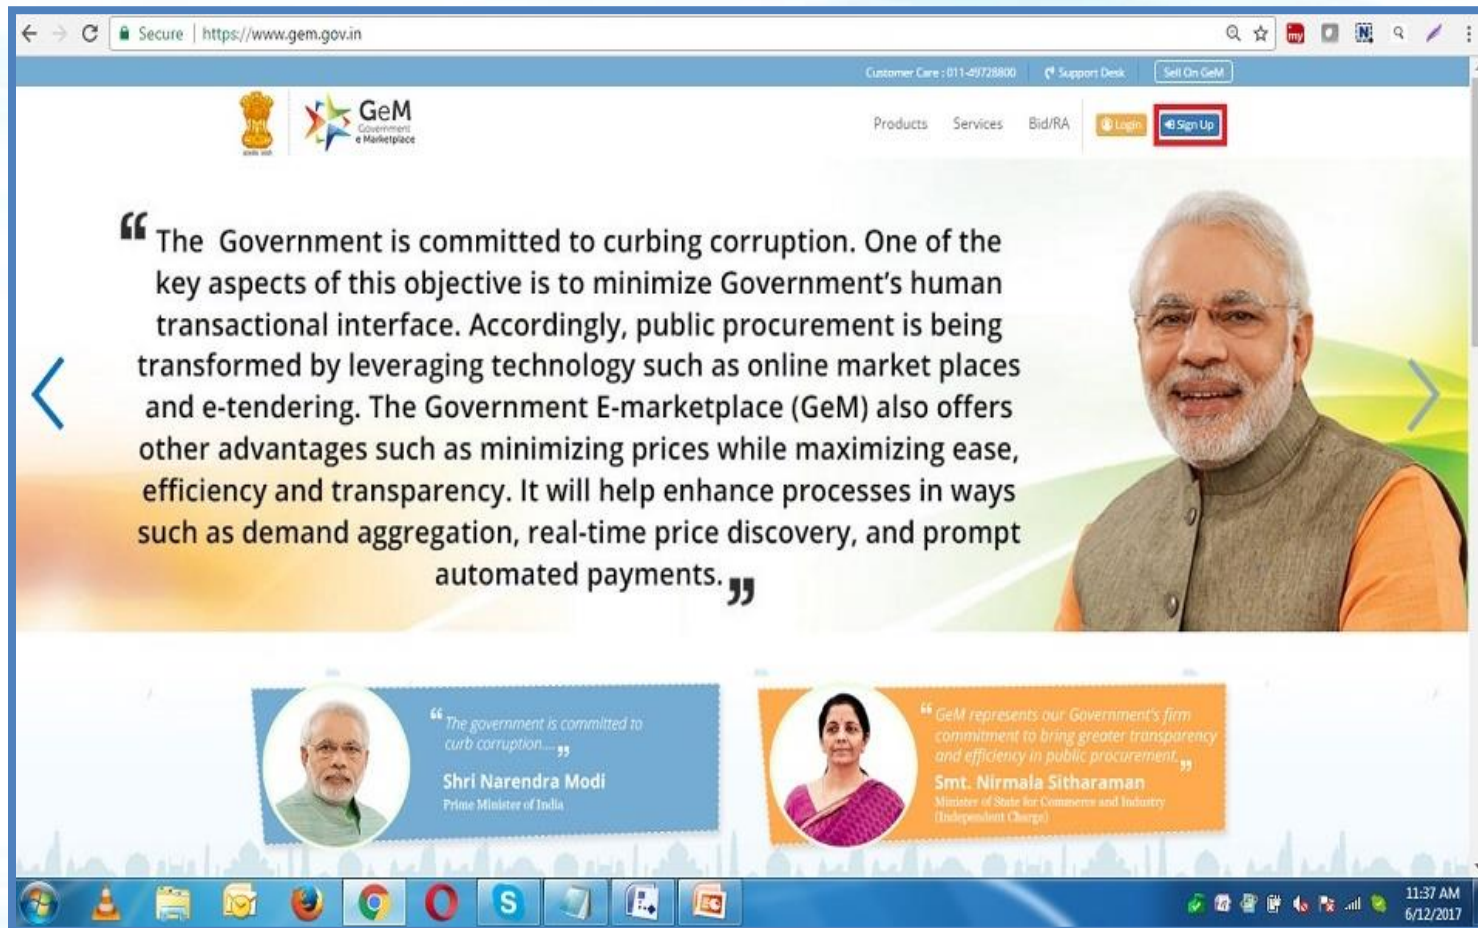 Secure | https://www.gem.gov.in
Customer Care : 011-49728800 Support Desk Sell On GeM
GeM
Government
e Marketplace
Products Services Bid/RA Login Sign Up
“ The Government is committed to curbing corruption. One of the
key aspects of this objective is to minimize Government’s human
transactional interface. Accordingly, public procurement is being
transformed by leveraging technology such as online market places
and e-tendering. The Government E-marketplace (GeM) also offers
other advantages such as minimizing prices while maximizing ease,
efficiency and transparency. It will help enhance processes in ways
such as demand aggregation, real-time price discovery, and prompt
automated payments. ”
“ The government is committed to
curb corruption.... ”
Shri Narendra Modi
Prime Minister of India
“ GeM represents our Government's firm
commitment to bring greater transparency
and efficiency in public procurement. ”
Smt. Nirmala Sitharaman
Minister of State for Commerce and Industry
(Independent Charge)
11:37 AM
6/12/2017